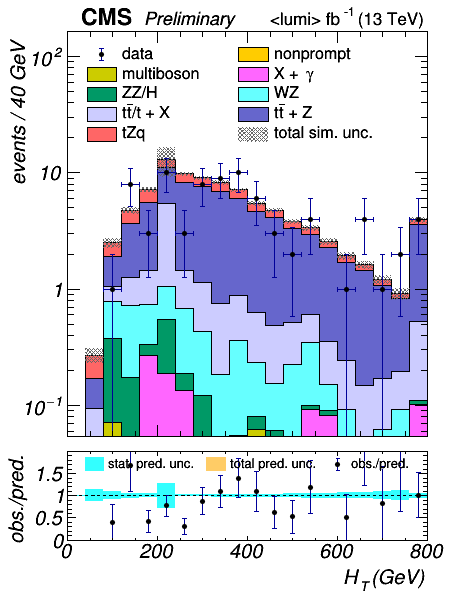 CMS Preliminary <lumi> fb⁻¹ (13 TeV)
events / 40 GeV
10²
10
1
10⁻¹
data
nonprompt
multiboson
X + γ
ZZ/H
WZ
tt̄/t + X
tt̄ + Z
tZq
total sim. unc.
obs./pred.
1.5
1
0.5
0
stat. pred. unc.
total pred. unc.
obs./pred.
0 200 400 600 800
H_T (GeV)